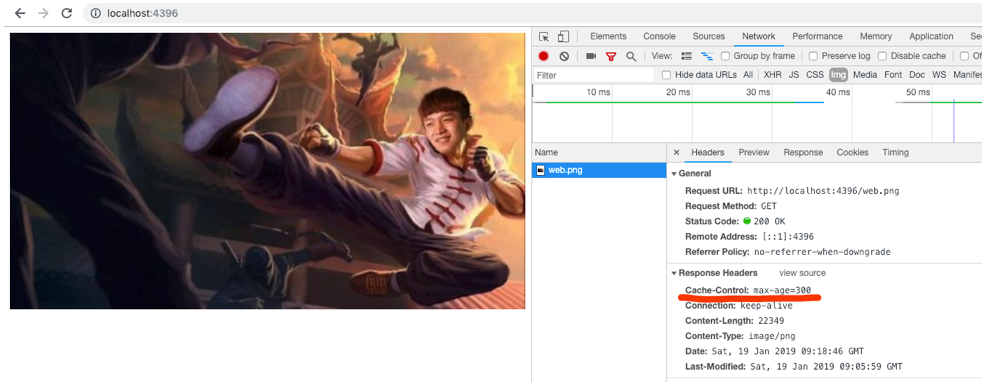 localhost:4396
Elements Console Sources Network Performance Memory Application
View: Group by frame Preserve log Disable cache
Filter Hide data URLs All XHR JS CSS Img Media Font Doc WS
10 ms 20 ms 30 ms 40 ms 50 ms
Name
web.png
× Headers Preview Response Cookies Timing
General
Request URL: http://localhost:4396/web.png
Request Method: GET
Status Code: 200 OK
Remote Address: [::1]:4396
Referrer Policy: no-referrer-when-downgrade
Response Headers view source
Cache-Control: max-age=300
Connection: keep-alive
Content-Length: 22349
Content-Type: image/png
Date: Sat, 19 Jan 2019 09:18:46 GMT
Last-Modified: Sat, 19 Jan 2019 09:05:59 GMT